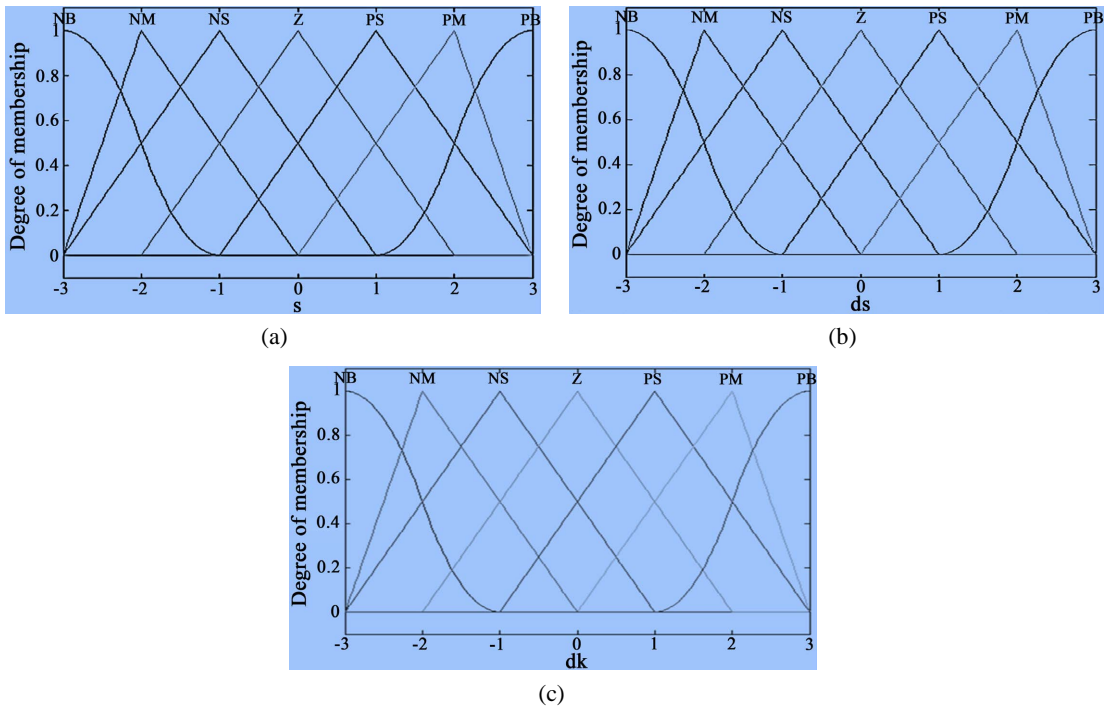 NB NM NS Z PS PM PB
1
0.8
0.6
0.4
0.2
0
Degree of membership
-3 -2 -1 0 1 2 3
s
(a)
NB NM NS Z PS PM PB
1
0.8
0.6
0.4
0.2
0
Degree of membership
-3 -2 -1 0 1 2 3
ds
(b)
NB NM NS Z PS PM PB
1
0.8
0.6
0.4
0.2
0
Degree of membership
-3 -2 -1 0 1 2 3
dk
(c)